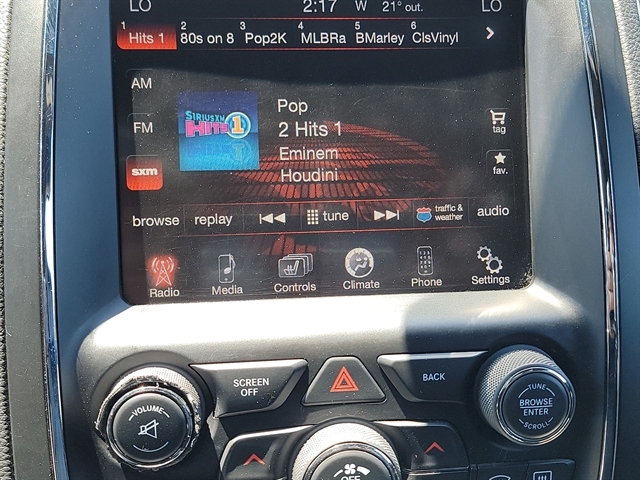 LO 2:17 W 21° out. LO
1 2 3 4 5 6
Hits 1 80s on 8 Pop2K MLBRa BMarley ClsVinyl
AM
FM
sxm
SIRIUSXM
HITS 1
Pop
2 Hits 1
Eminem
Houdini
tag
fav.
browse replay tune traffic & weather audio
Radio Media Controls Climate Phone Settings
VOLUME
SCREEN
OFF
BACK
TUNE
BROWSE
ENTER
SCROLL
OFF